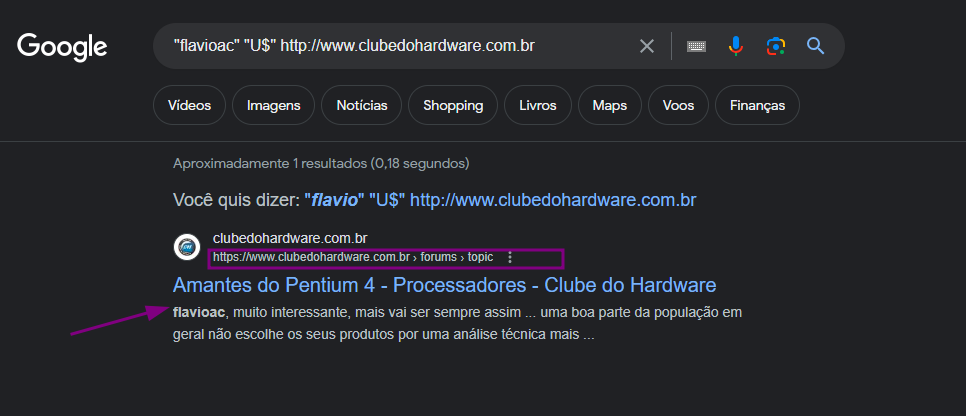 Google
"flavioac" "U$" http://www.clubedohardware.com.br
Vídeos Imagens Notícias Shopping Livros Maps Voos Finanças
Aproximadamente 1 resultados (0,18 segundos)
Você quis dizer: "flavio" "U$" http://www.clubedohardware.com.br
clubedohardware.com.br
https://www.clubedohardware.com.br › forums › topic
Amantes do Pentium 4 - Processadores - Clube do Hardware
flavioac, muito interessante, mais vai ser sempre assim ... uma boa parte da população em
geral não escolhe os seus produtos por uma análise técnica mais ...